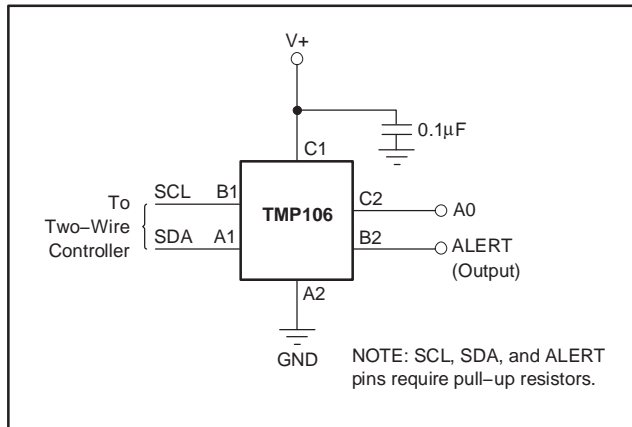 V+
0.1μF
C1
SCL B1
TMP106
C2
A0
To
Two–Wire
Controller
SDA A1
B2
ALERT
(Output)
A2
GND
NOTE: SCL, SDA, and ALERT
pins require pull–up resistors.